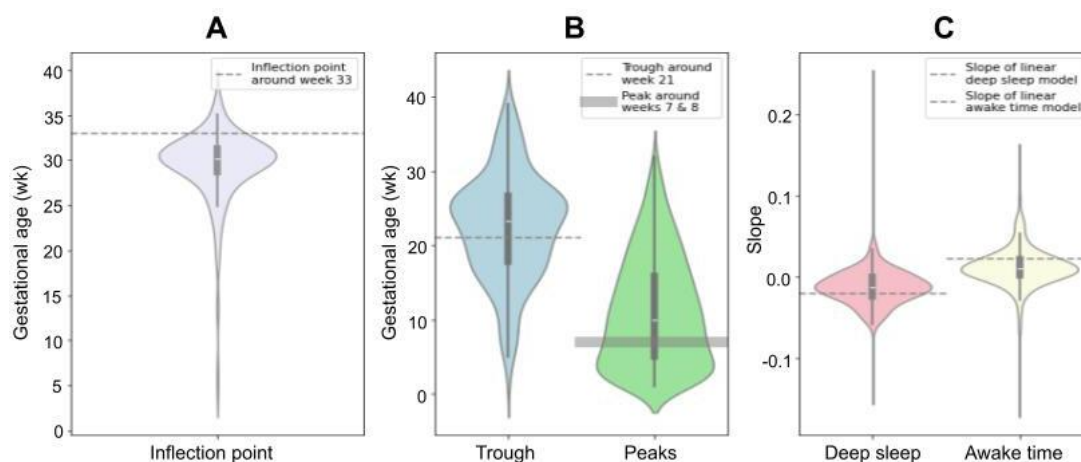 A
B
C
Inflection point
around week 33
Trough around
week 21
Peak around
weeks 7 & 8
Slope of linear
deep sleep model
Slope of linear
awake time model
Gestational age (wk)
40
35
30
25
20
15
10
5
0
Inflection point
Gestational age (wk)
40
30
20
10
0
Trough
Peaks
Slope
0.2
0.1
0.0
-0.1
Deep sleep
Awake time